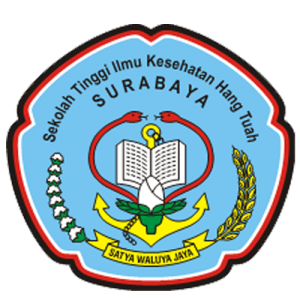 Sekolah Tinggi Ilmu Kesehatan Hang Tuah
SURABAYA
SATYA WALUYA JAYA